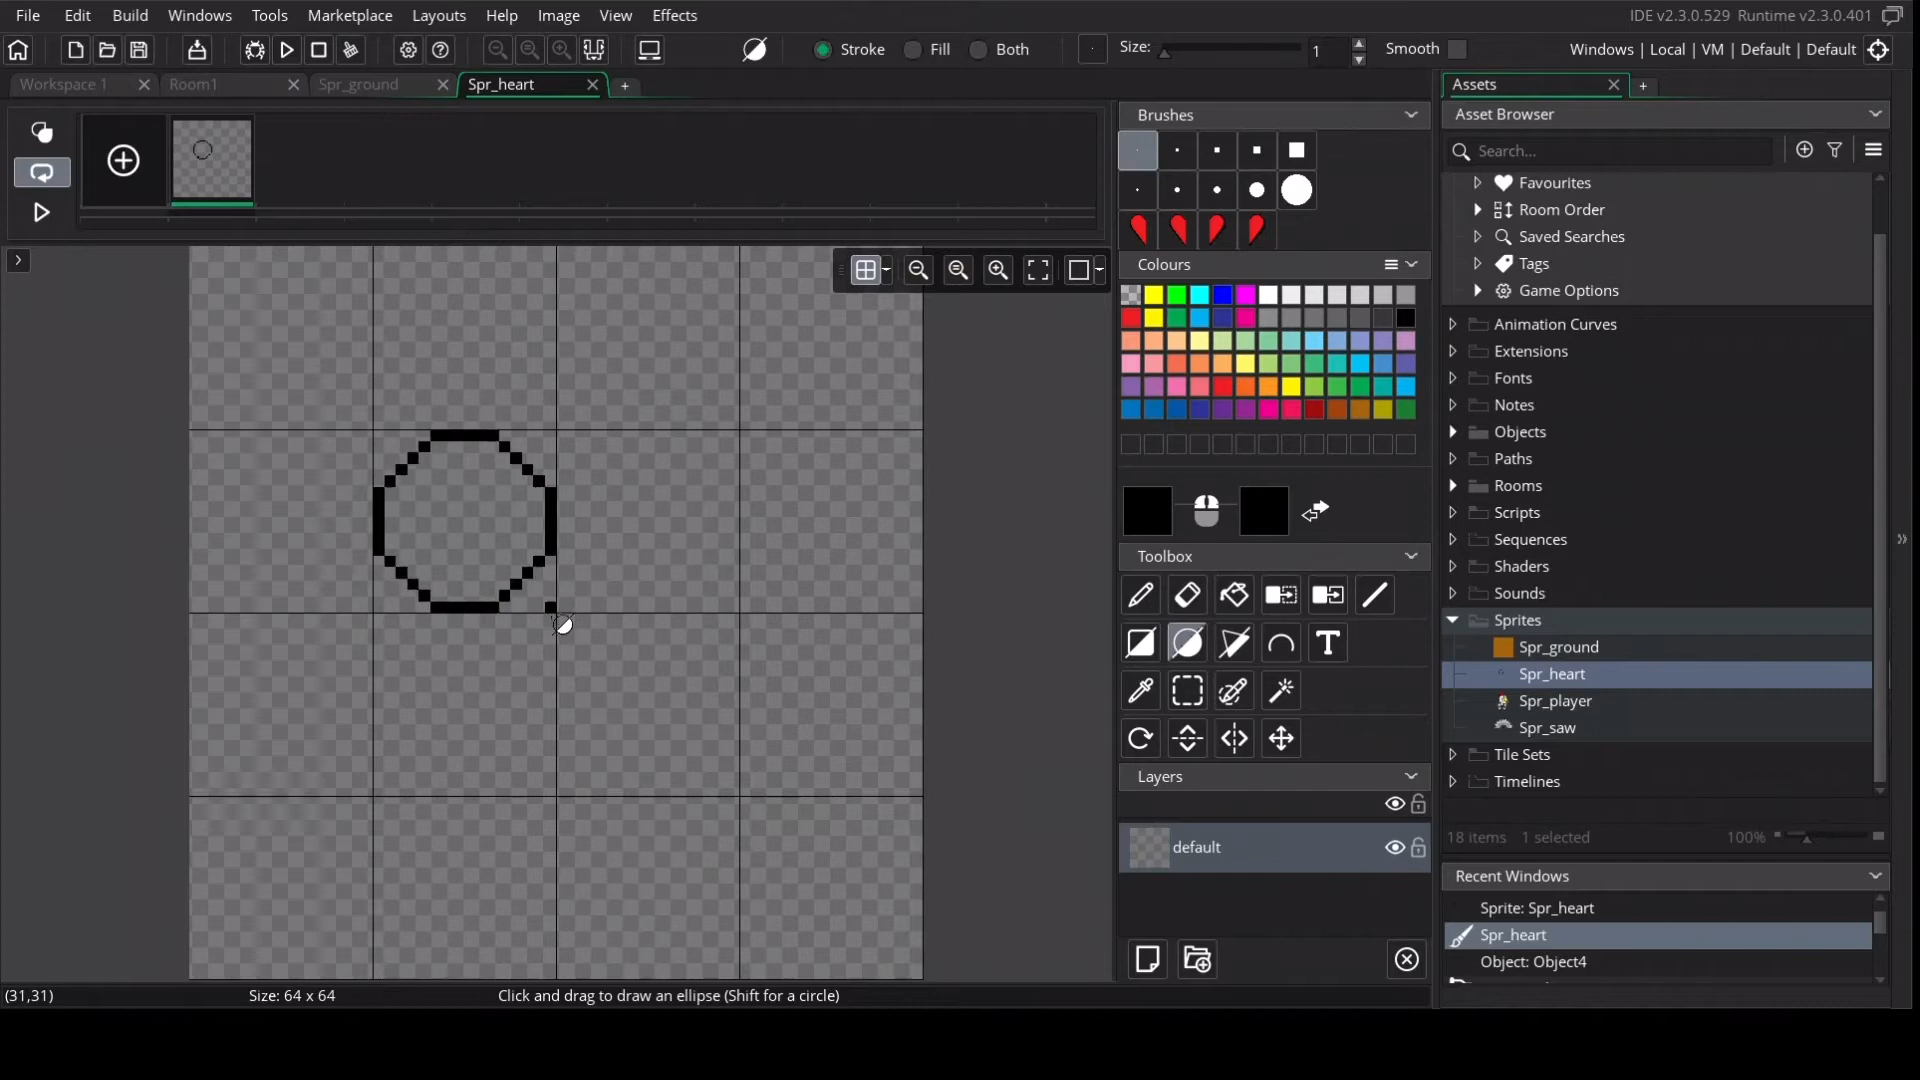 File Edit Build Windows Tools Marketplace Layouts Help Image View Effects IDE v2.3.0.529 Runtime v2.3.0.401
Stroke Fill Both Size: 1 Smooth Windows | Local | VM | Default | Default
Workspace 1 Room1 Spr_ground Spr_heart + Assets +
Brushes
Asset Browser
Search...
Favourites
Room Order
Saved Searches
Tags
Game Options
Colours
Animation Curves
Extensions
Fonts
Notes
Objects
Paths
Rooms
Scripts
Sequences
Shaders
Sounds
Sprites
Spr_ground
Spr_heart
Spr_player
Spr_saw
Tile Sets
Timelines
Toolbox
T
Layers
default
18 items 1 selected 100%
Recent Windows
Sprite: Spr_heart
Spr_heart
Object: Object4
(31,31) Size: 64 x 64 Click and drag to draw an ellipse (Shift for a circle)